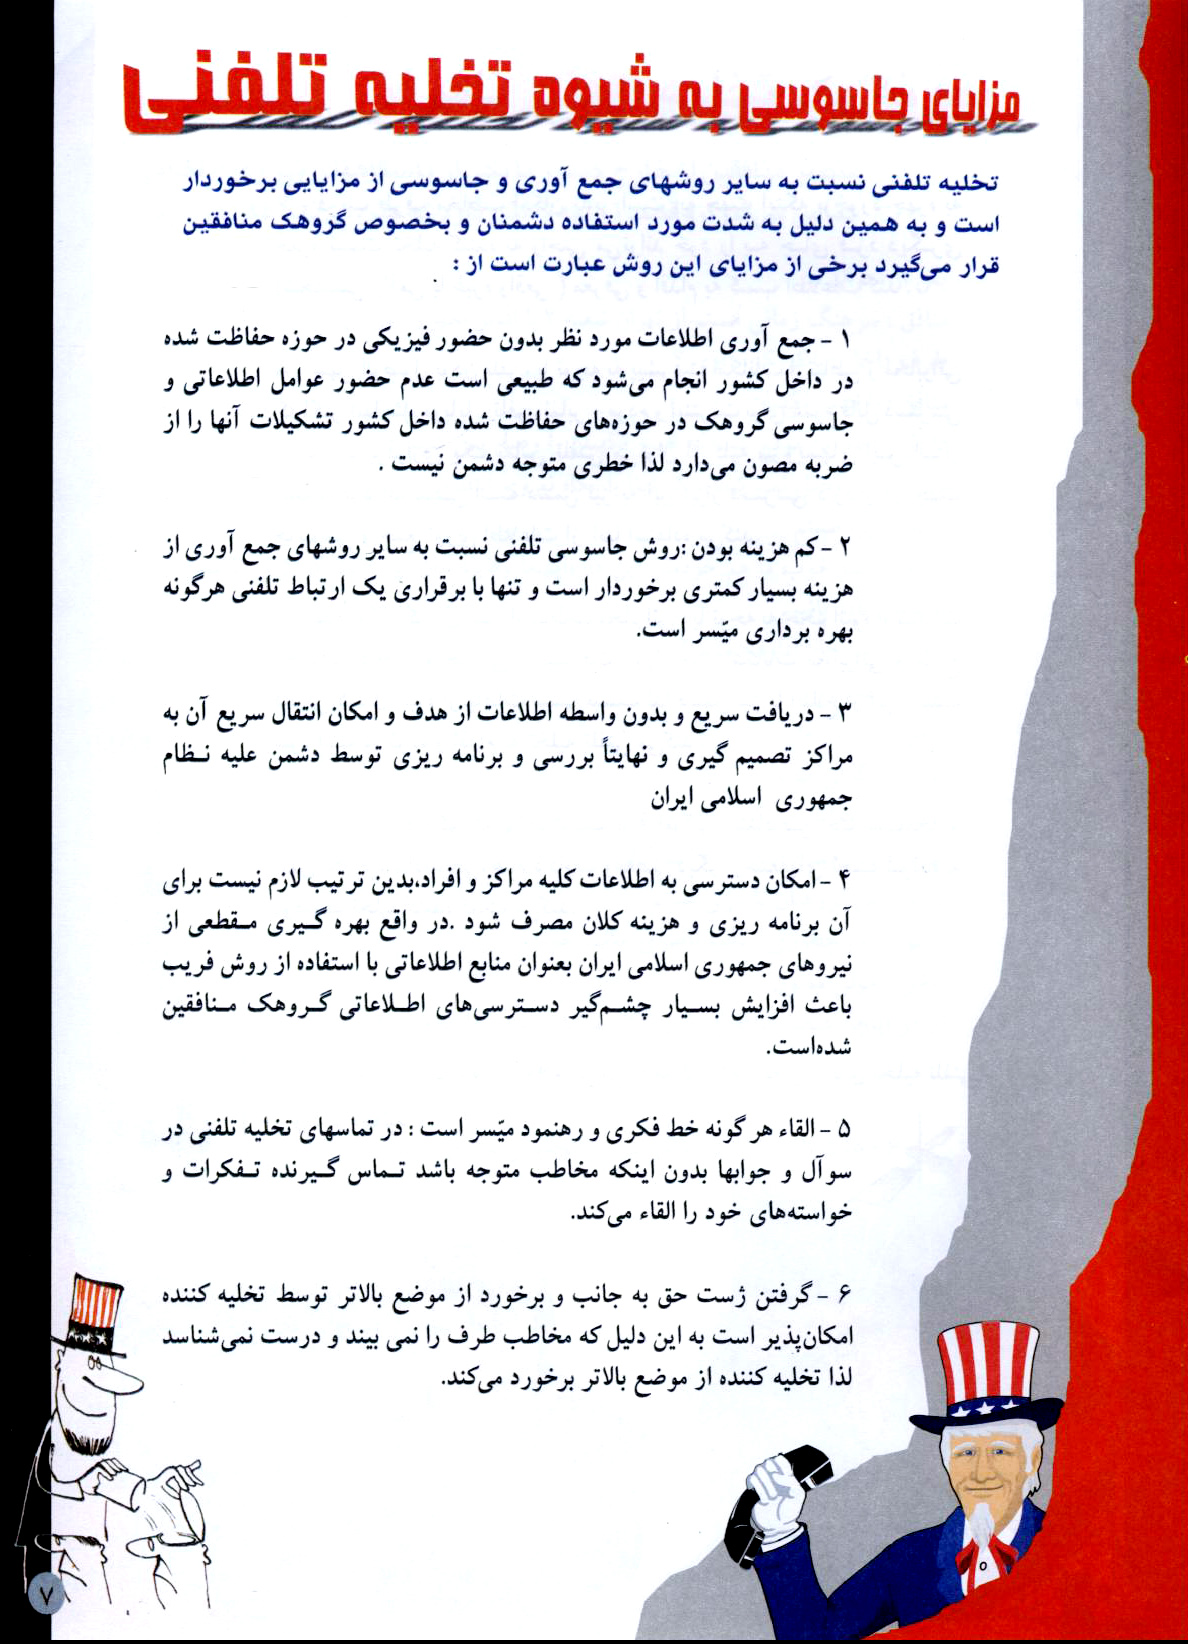 مزایای جاسوسی به شیوه تخلیه تلفنی
تخلیه تلفنی نسبت به سایر روشهای جمع آوری و جاسوسی از مزایایی برخوردار
است و به همین دلیل به شدت مورد استفاده دشمنان و بخصوص گروهک منافقین
قرار می‌گیرد برخی از مزایای این روش عبارت است از :
۱ - جمع آوری اطلاعات مورد نظر بدون حضور فیزیکی در حوزه حفاظت شده
در داخل کشور انجام می‌شود که طبیعی است عدم حضور عوامل اطلاعاتی و
جاسوسی گروهک در حوزه‌های حفاظت شده داخل کشور تشکیلات آنها را از
ضربه مصون می‌دارد لذا خطری متوجه دشمن نیست .
۲ - کم هزینه بودن :روش جاسوسی تلفنی نسبت به سایر روشهای جمع آوری از
هزینه بسیار کمتری برخوردار است و تنها با برقراری یک ارتباط تلفنی هرگونه
بهره برداری میّسر است.
۳ - دریافت سریع و بدون واسطه اطلاعات از هدف و امکان انتقال سریع آن به
مراکز تصمیم گیری و نهایتاً بررسی و برنامه ریزی توسط دشمن علیه نـظام
جمهوری اسلامی ایران
۴ - امکان دسترسی به اطلاعات کلیه مراکز و افراد،بدین ترتیب لازم نیست برای
آن برنامه ریزی و هزینه کلان مصرف شود .در واقع بهره گـیری مـقطعی از
نیروهای جمهوری اسلامی ایران بعنوان منابع اطلاعاتی با استفاده از روش فریب
باعث افزایش بسـیار چشـم‌گیر دسـترسی‌های اطـلاعاتی گـروهک مـنافقین
شده‌است.
۵ - القاء هر گونه خط فکری و رهنمود میّسر است : در تماسهای تخلیه تلفنی در
سوآل و جوابها بدون اینکه مخاطب متوجه باشد تـماس گـیرنده تـفکرات و
خواسته‌های خود را القاء می‌کند.
۶ - گرفتن ژست حق به جانب و برخورد از موضع بالاتر توسط تخلیه کننده
امکان‌پذیر است به این دلیل که مخاطب طرف را نمی بیند و درست نمی‌شناسد
لذا تخلیه کننده از موضع بالاتر برخورد می‌کند.
۷